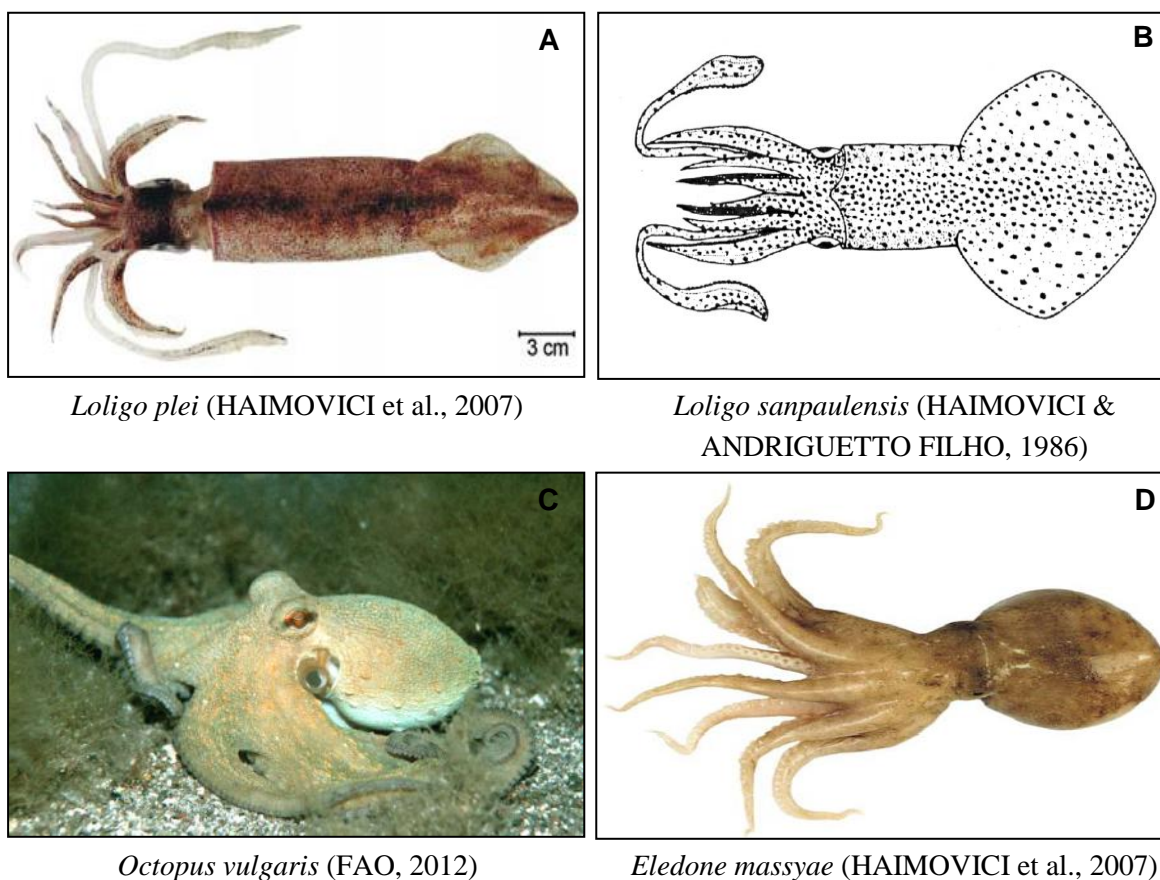 A
B
3 cm
Loligo plei (HAIMOVICI et al., 2007)
Loligo sanpaulensis (HAIMOVICI &
ANDRIGUETTO FILHO, 1986)
C
D
Octopus vulgaris (FAO, 2012)
Eledone massyae (HAIMOVICI et al., 2007)